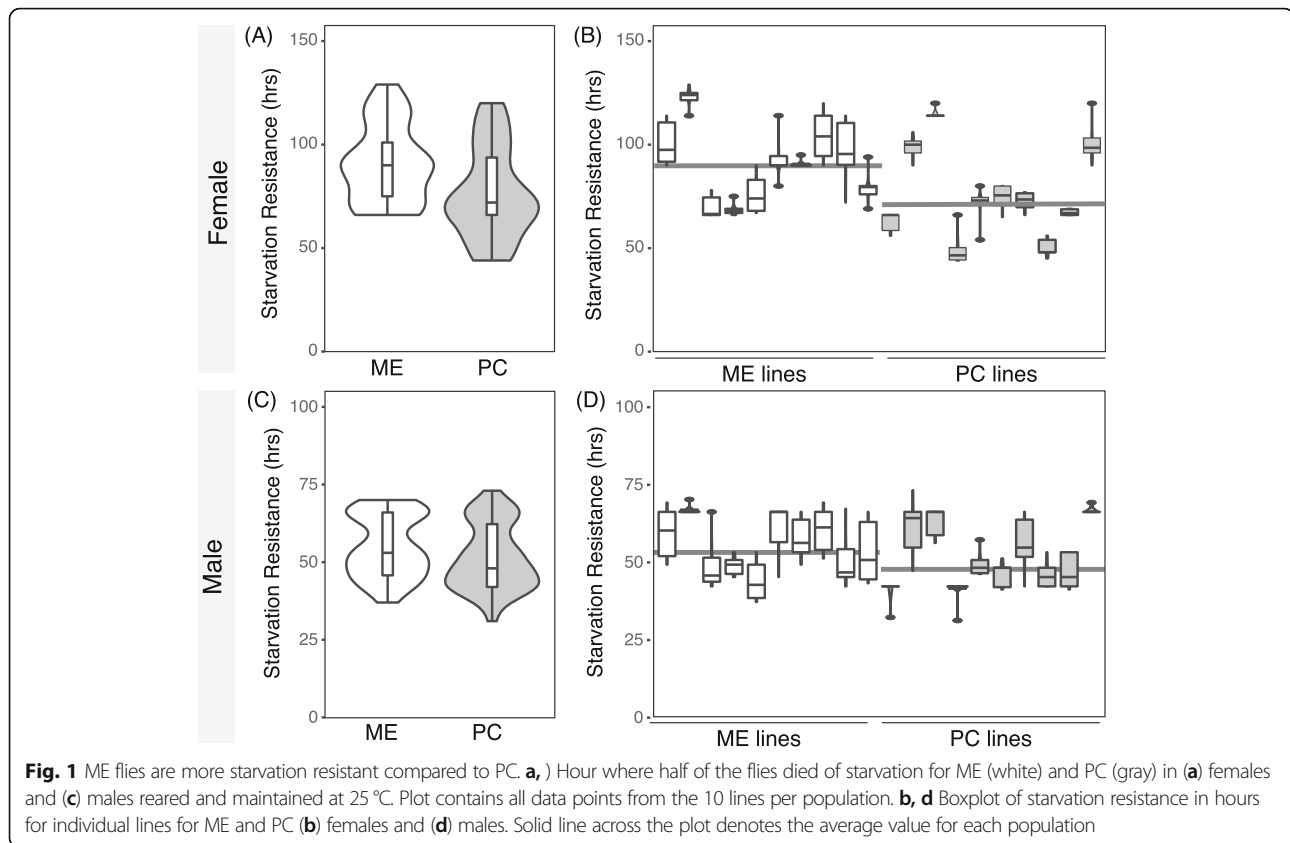 Female
(A)
Starvation Resistance (hrs)
150
100
50
0
ME PC
(B)
Starvation Resistance (hrs)
150
100
50
0
ME lines PC lines
Male
(C)
Starvation Resistance (hrs)
100
75
50
25
0
ME PC
(D)
Starvation Resistance (hrs)
100
75
50
25
0
ME lines PC lines
Fig. 1 ME flies are more starvation resistant compared to PC. a, ) Hour where half of the flies died of starvation for ME (white) and PC (gray) in (a) females
and (c) males reared and maintained at 25 °C. Plot contains all data points from the 10 lines per population. b, d Boxplot of starvation resistance in hours
for individual lines for ME and PC (b) females and (d) males. Solid line across the plot denotes the average value for each population